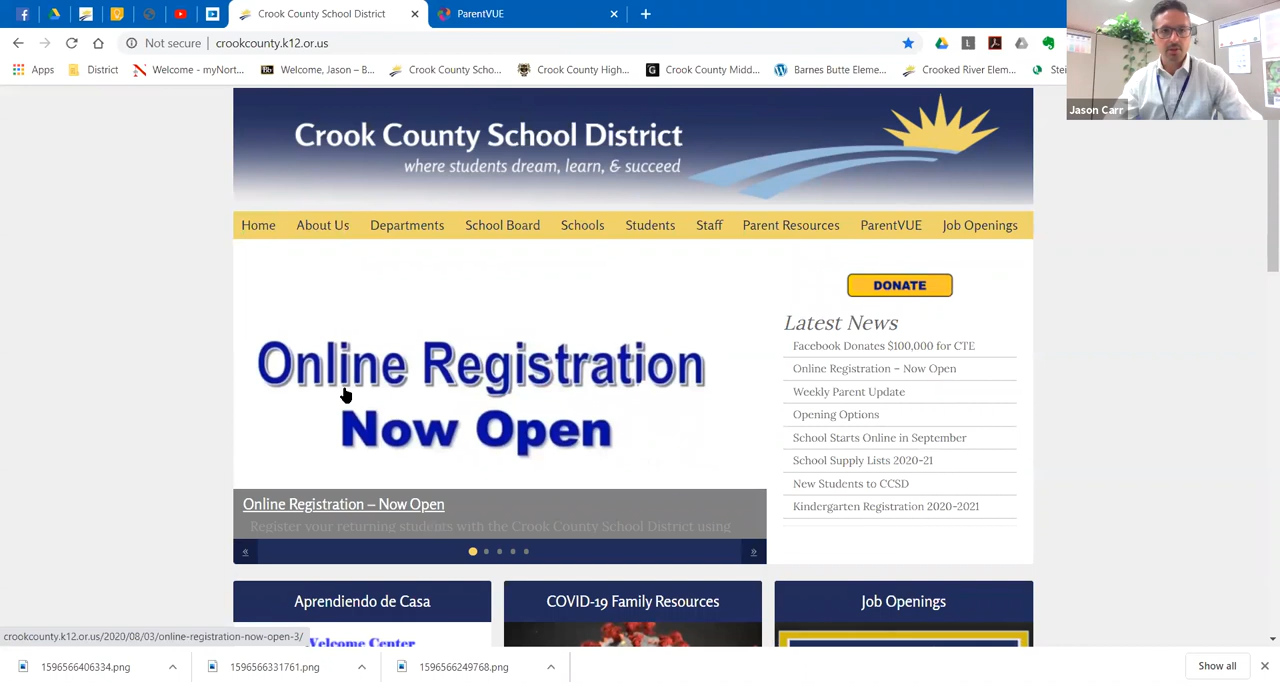 Crook County School District
ParentVUE
Not secure
crookcounty.k12.or.us
Apps
District
Welcome - myNort...
Welcome, Jason – B...
Crook County Scho...
Crook County High...
Crook County Midd...
Barnes Butte Eleme...
Crooked River Elem...
Stei
Jason Carr
Crook County School District
where students dream, learn, & succeed
Home
About Us
Departments
School Board
Schools
Students
Staff
Parent Resources
ParentVUE
Job Openings
Online Registration
Now Open
Online Registration – Now Open
Register your returning students with the Crook County School District using
«
»
DONATE
Latest News
Facebook Donates $100,000 for CTE
Online Registration – Now Open
Weekly Parent Update
Opening Options
School Starts Online in September
School Supply Lists 2020-21
New Students to CCSD
Kindergarten Registration 2020-2021
Aprendiendo de Casa
Welcome Center
COVID-19 Family Resources
Job Openings
crookcounty.k12.or.us/2020/08/03/online-registration-now-open-3/
1596566406334.png
1596566331761.png
1596566249768.png
Show all